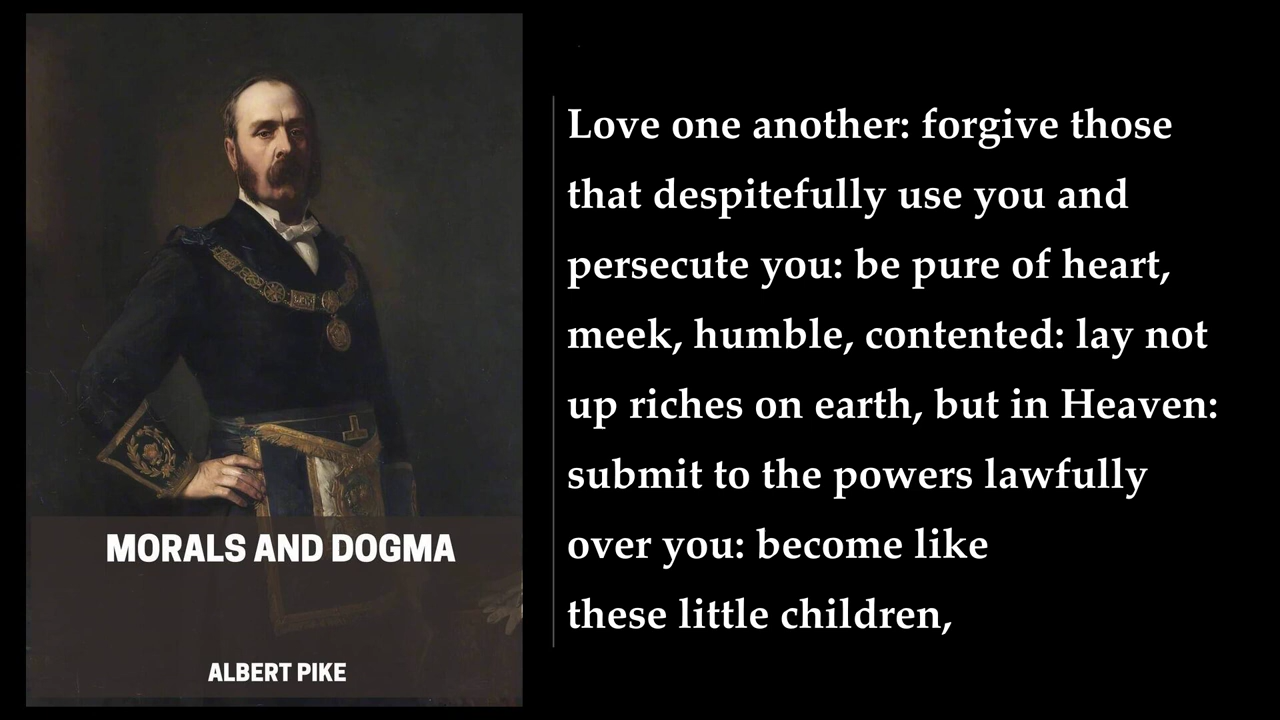 MORALS AND DOGMA
ALBERT PIKE
Love one another: forgive those
that despitefully use you and
persecute you: be pure of heart,
meek, humble, contented: lay not
up riches on earth, but in Heaven:
submit to the powers lawfully
over you: become like
these little children,